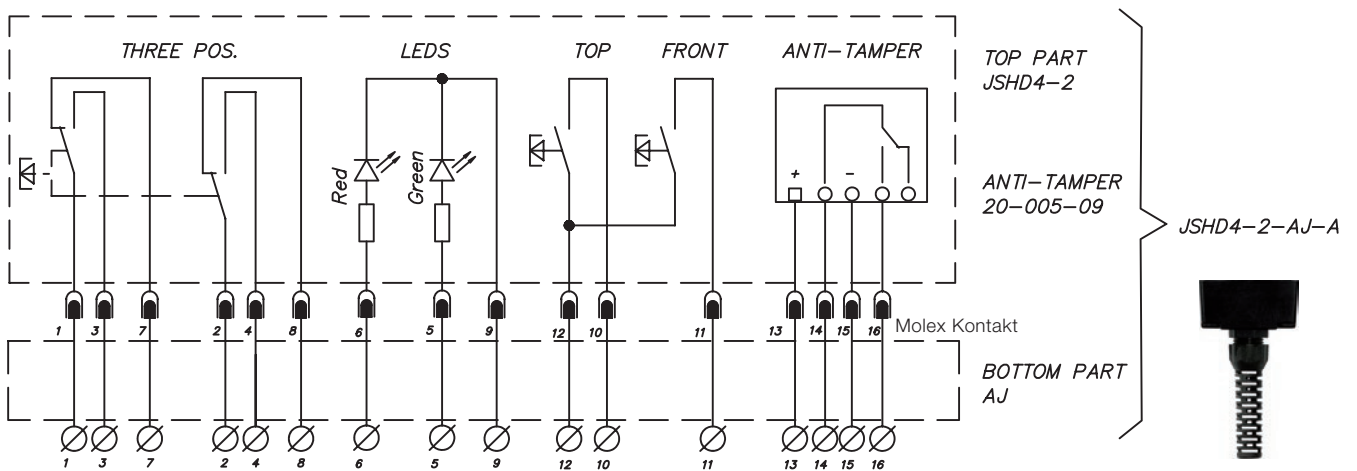 THREE POS. LEDS TOP FRONT ANTI-TAMPER
TOP PART
JSHD4-2
Red
Green
+ -
ANTI-TAMPER
20-005-09
JSHD4-2-AJ-A
1 3 7 2 4 8 6 5 9 12 10 11 13 14 15 16
Molex Kontakt
BOTTOM PART
AJ
1 3 7 2 4 8 6 5 9 12 10 11 13 14 15 16